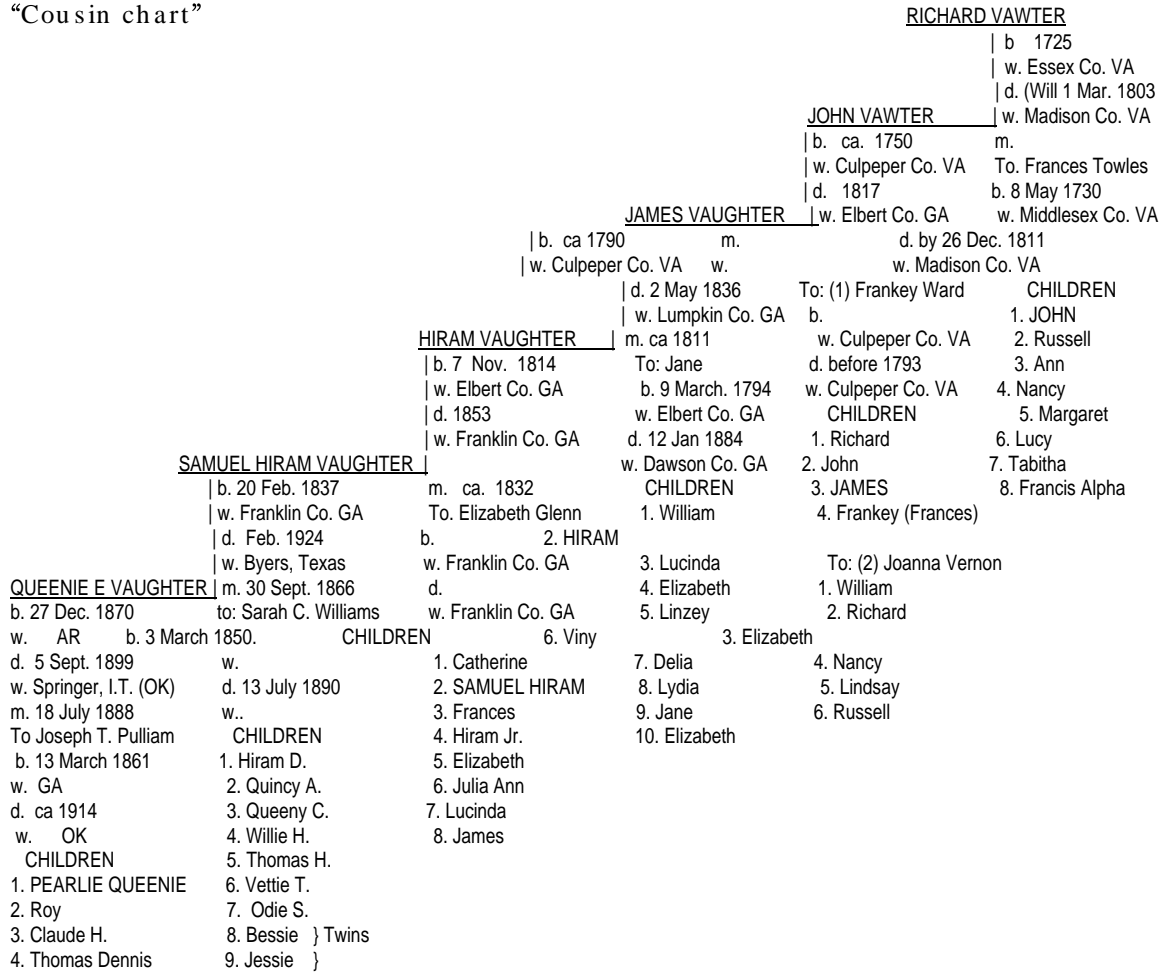 “Cousin chart”
RICHARD VAWTER
| b 1725
| w. Essex Co. VA
| d. (Will 1 Mar. 1803
JOHN VAWTER | w. Madison Co. VA
| b. ca. 1750 m.
| w. Culpeper Co. VA To. Frances Towles
| d. 1817 b. 8 May 1730
JAMES VAUGHTER | w. Elbert Co. GA w. Middlesex Co. VA
| b. ca 1790 m. d. by 26 Dec. 1811
| w. Culpeper Co. VA w. w. Madison Co. VA
| d. 2 May 1836 To: (1) Frankey Ward CHILDREN
| w. Lumpkin Co. GA b. 1. JOHN
HIRAM VAUGHTER | m. ca 1811 w. Culpeper Co. VA 2. Russell
| b. 7 Nov. 1814 To: Jane d. before 1793 3. Ann
| w. Elbert Co. GA b. 9 March. 1794 w. Culpeper Co. VA 4. Nancy
| d. 1853 w. Elbert Co. GA CHILDREN 5. Margaret
| w. Franklin Co. GA d. 12 Jan 1884 1. Richard 6. Lucy
SAMUEL HIRAM VAUGHTER | w. Dawson Co. GA 2. John 7. Tabitha
| b. 20 Feb. 1837 m. ca. 1832 CHILDREN 3. JAMES 8. Francis Alpha
| w. Franklin Co. GA To. Elizabeth Glenn 1. William 4. Frankey (Frances)
| d. Feb. 1924 b. 2. HIRAM
| w. Byers, Texas w. Franklin Co. GA 3. Lucinda To: (2) Joanna Vernon
QUEENIE E VAUGHTER | m. 30 Sept. 1866 d. 4. Elizabeth 1. William
b. 27 Dec. 1870 to: Sarah C. Williams w. Franklin Co. GA 5. Linzey 2. Richard
w. AR b. 3 March 1850. CHILDREN 6. Viny 3. Elizabeth
d. 5 Sept. 1899 w. 1. Catherine 7. Delia 4. Nancy
w. Springer, I.T. (OK) d. 13 July 1890 2. SAMUEL HIRAM 8. Lydia 5. Lindsay
m. 18 July 1888 w.. 3. Frances 9. Jane 6. Russell
To Joseph T. Pulliam CHILDREN 4. Hiram Jr. 10. Elizabeth
b. 13 March 1861 1. Hiram D. 5. Elizabeth
w. GA 2. Quincy A. 6. Julia Ann
d. ca 1914 3. Queeny C. 7. Lucinda
w. OK 4. Willie H. 8. James
CHILDREN 5. Thomas H.
1. PEARLIE QUEENIE 6. Vettie T.
2. Roy 7. Odie S.
3. Claude H. 8. Bessie } Twins
4. Thomas Dennis 9. Jessie }